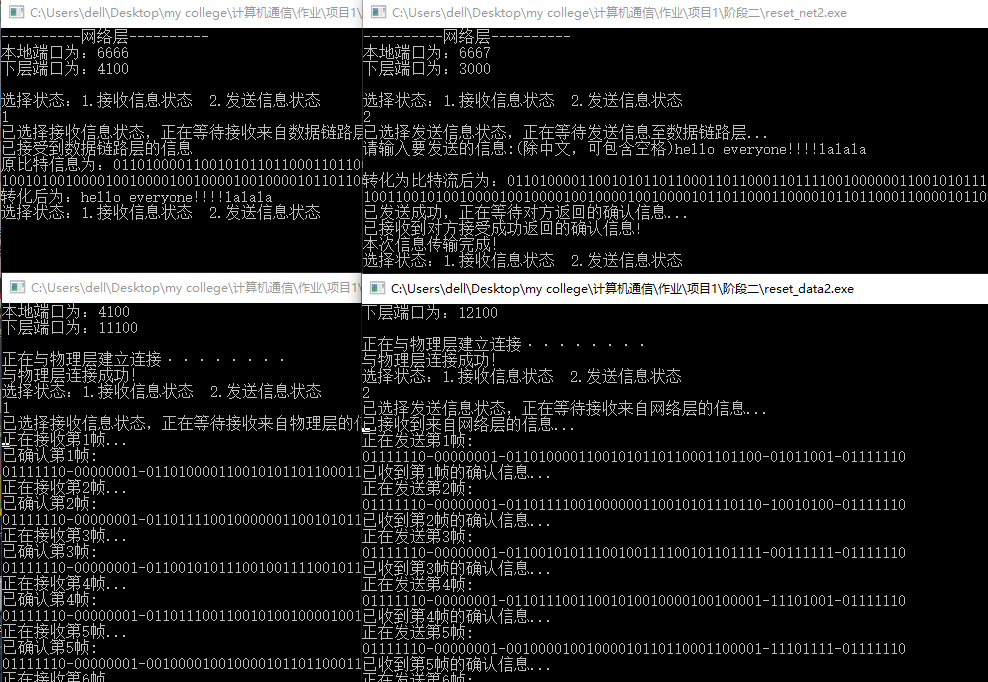 C:\Users\dell\Desktop\my college\计算机通信\作业\项目1\
----------网络层----------
本地端口为：6666
下层端口为：4100
选择状态：1.接收信息状态  2.发送信息状态
1
已选择接收信息状态，正在等待接收来自数据链路层
已接受到数据链路层的信息
原比特信息为：0110100001100101011011000110110
100101001000010010000100100001001000010110110
转化后为：hello everyone!!!!lalala
选择状态：1.接收信息状态  2.发送信息状态
C:\Users\dell\Desktop\my college\计算机通信\作业\项目1\阶段二\reset_net2.exe
----------网络层----------
本地端口为：6667
下层端口为：3000
选择状态：1.接收信息状态  2.发送信息状态
2
已选择发送信息状态，正在等待发送信息至数据链路层...
请输入要发送的信息:(除中文，可包含空格)hello everyone!!!!lalala
转化为比特流后为：011010000110010101101100011011000110111100100000011001010111
100110010100100001001000010010000100100001011011000110000101101100011000010110
已发送成功，正在等待对方返回的确认信息...
已接收到对方接受成功返回的确认信息!
本次信息传输完成!
选择状态：1.接收信息状态  2.发送信息状态
C:\Users\dell\Desktop\my college\计算机通信\作业\项目1\
本地端口为：4100
下层端口为：11100
正在与物理层建立连接········
与物理层连接成功!
选择状态：1.接收信息状态  2.发送信息状态
1
已选择接收信息状态，正在等待接收来自物理层的信
正在接收第1帧...
已确认第1帧:
01111110-00000001-011010000110010101101100011
正在接收第2帧...
已确认第2帧:
01111110-00000001-011011110010000001100101011
正在接收第3帧...
已确认第3帧:
01111110-00000001-011001010111001001111001011
正在接收第4帧...
已确认第4帧:
01111110-00000001-011011100110010100100001001
正在接收第5帧...
已确认第5帧:
01111110-00000001-001000010010000101101100011
正在接收第6帧
C:\Users\dell\Desktop\my college\计算机通信\作业\项目1\阶段二\reset_data2.exe
下层端口为：12100
正在与物理层建立连接········
与物理层连接成功!
选择状态：1.接收信息状态  2.发送信息状态
2
已选择发送信息状态，正在等待接收来自网络层的信息...
已接收到来自网络层的信息...
正在发送第1帧:
01111110-00000001-01101000011001010110110001101100-01011001-01111110
已收到第1帧的确认信息...
正在发送第2帧:
01111110-00000001-01101111001000000110010101110110-10010100-01111110
已收到第2帧的确认信息...
正在发送第3帧:
01111110-00000001-01100101011100100111100101101111-00111111-01111110
已收到第3帧的确认信息...
正在发送第4帧:
01111110-00000001-01101110011001010010000100100001-11101001-01111110
已收到第4帧的确认信息...
正在发送第5帧:
01111110-00000001-00100001001000010110110001100001-11101111-01111110
已收到第5帧的确认信息...
正在发送第6帧: